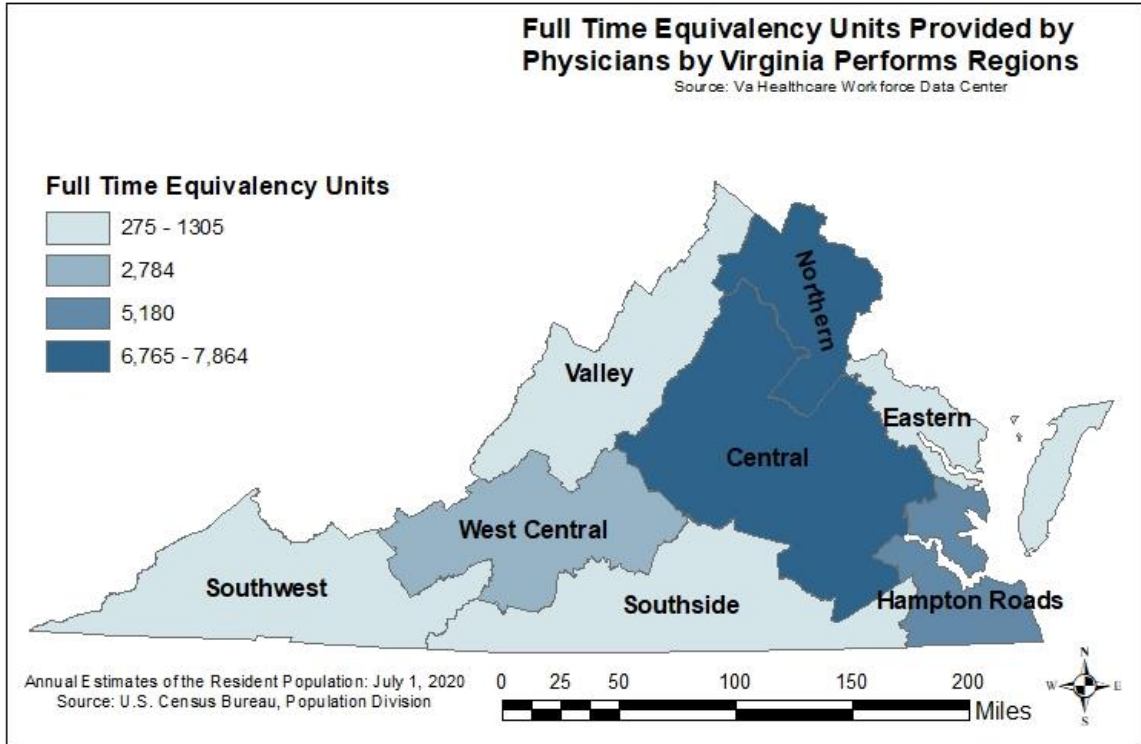 Full Time Equivalency Units Provided by
Physicians by Virginia Performs Regions
Source: Va Healthcare Workforce Data Center
Full Time Equivalency Units
275 - 1305
2,784
5,180
6,765 - 7,864
Northern
Valley
Eastern
Central
West Central
Southwest
Southside
Hampton Roads
Annual Estimates of the Resident Population: July 1, 2020
Source: U.S. Census Bureau, Population Division
0 25 50 100 150 200
Miles
N
W E
S